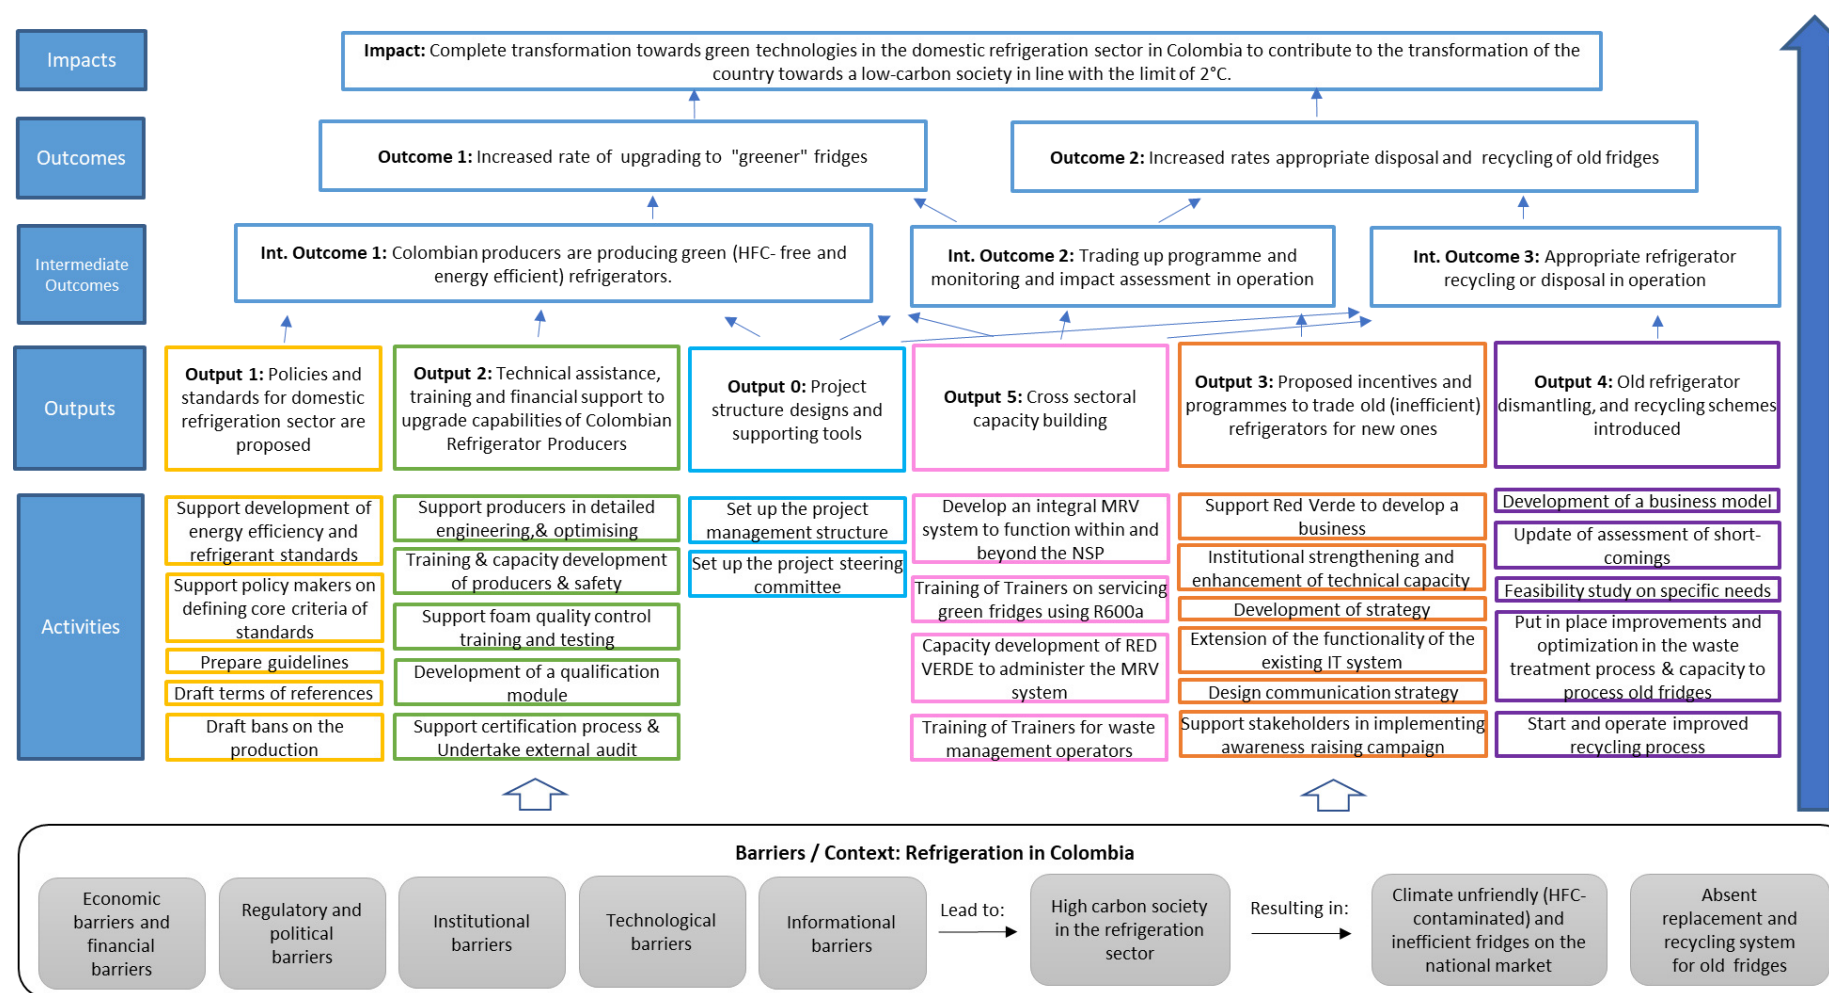 Impacts
Impact: Complete transformation towards green technologies in the domestic refrigeration sector in Colombia to contribute to the transformation of the
country towards a low-carbon society in line with the limit of 2°C.
Outcomes
Outcome 1: Increased rate of upgrading to "greener" fridges
Outcome 2: Increased rates appropriate disposal and recycling of old fridges
Intermediate
Outcomes
Int. Outcome 1: Colombian producers are producing green (HFC- free and
energy efficient) refrigerators.
Int. Outcome 2: Trading up programme and
monitoring and impact assessment in operation
Int. Outcome 3: Appropriate refrigerator
recycling or disposal in operation
Outputs
Output 1: Policies and
standards for domestic
refrigeration sector are
proposed
Output 2: Technical assistance,
training and financial support to
upgrade capabilities of Colombian
Refrigerator Producers
Output 0: Project
structure designs and
supporting tools
Output 5: Cross sectoral
capacity building
Output 3: Proposed incentives and
programmes to trade old (inefficient)
refrigerators for new ones
Output 4: Old refrigerator
dismantling, and recycling schemes
introduced
Activities
Support development of
energy efficiency and
refrigerant standards
Support policy makers on
defining core criteria of
standards
Prepare guidelines
Draft terms of references
Draft bans on the
production
Support producers in detailed
engineering,& optimising
Training & capacity development
of producers & safety
Support foam quality control
training and testing
Development of a qualification
module
Support certification process &
Undertake external audit
Set up the project
management structure
Set up the project steering
committee
Develop an integral MRV
system to function within and
beyond the NSP
Training of Trainers on servicing
green fridges using R600a
Capacity development of RED
VERDE to administer the MRV
system
Training of Trainers for waste
management operators
Support Red Verde to develop a
business
Institutional strengthening and
enhancement of technical capacity
Development of strategy
Extension of the functionality of the
existing IT system
Design communication strategy
Support stakeholders in implementing
awareness raising campaign
Development of a business model
Update of assessment of short-
comings
Feasibility study on specific needs
Put in place improvements and
optimization in the waste
treatment process & capacity to
process old fridges
Start and operate improved
recycling process
Barriers / Context: Refrigeration in Colombia
Economic
barriers and
financial
barriers
Regulatory and
political
barriers
Institutional
barriers
Technological
barriers
Informational
barriers
Lead to:
High carbon society
in the refrigeration
sector
Resulting in:
Climate unfriendly (HFC-
contaminated) and
inefficient fridges on the
national market
Absent
replacement and
recycling system
for old fridges